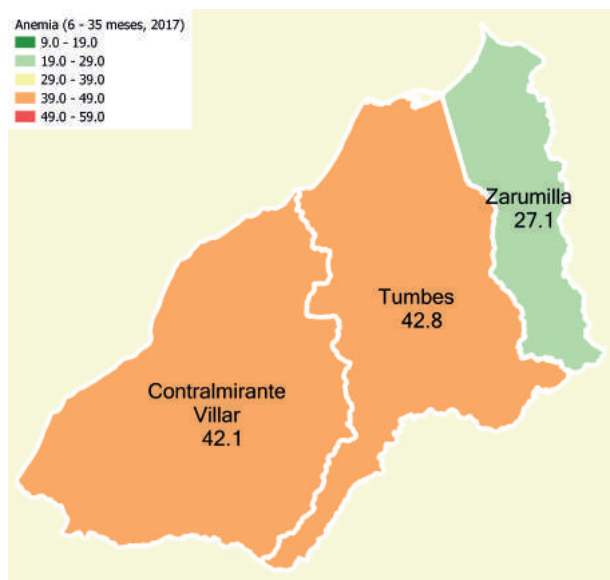 Anemia (6 - 35 meses, 2017)
9.0 - 19.0
19.0 - 29.0
29.0 - 39.0
39.0 - 49.0
49.0 - 59.0
Zarumilla
27.1
Tumbes
42.8
Contralmirante
Villar
42.1